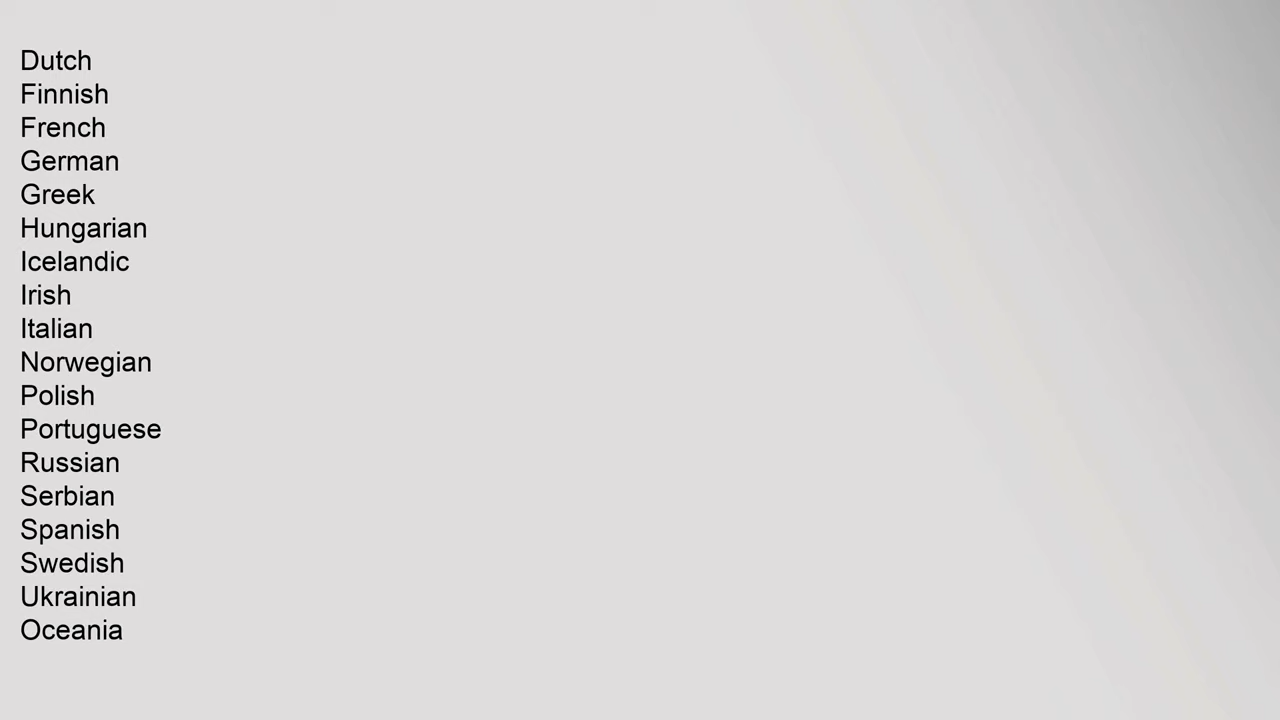 Dutch
Finnish
French
German
Greek
Hungarian
Icelandic
Irish
Italian
Norwegian
Polish
Portuguese
Russian
Serbian
Spanish
Swedish
Ukrainian
Oceania